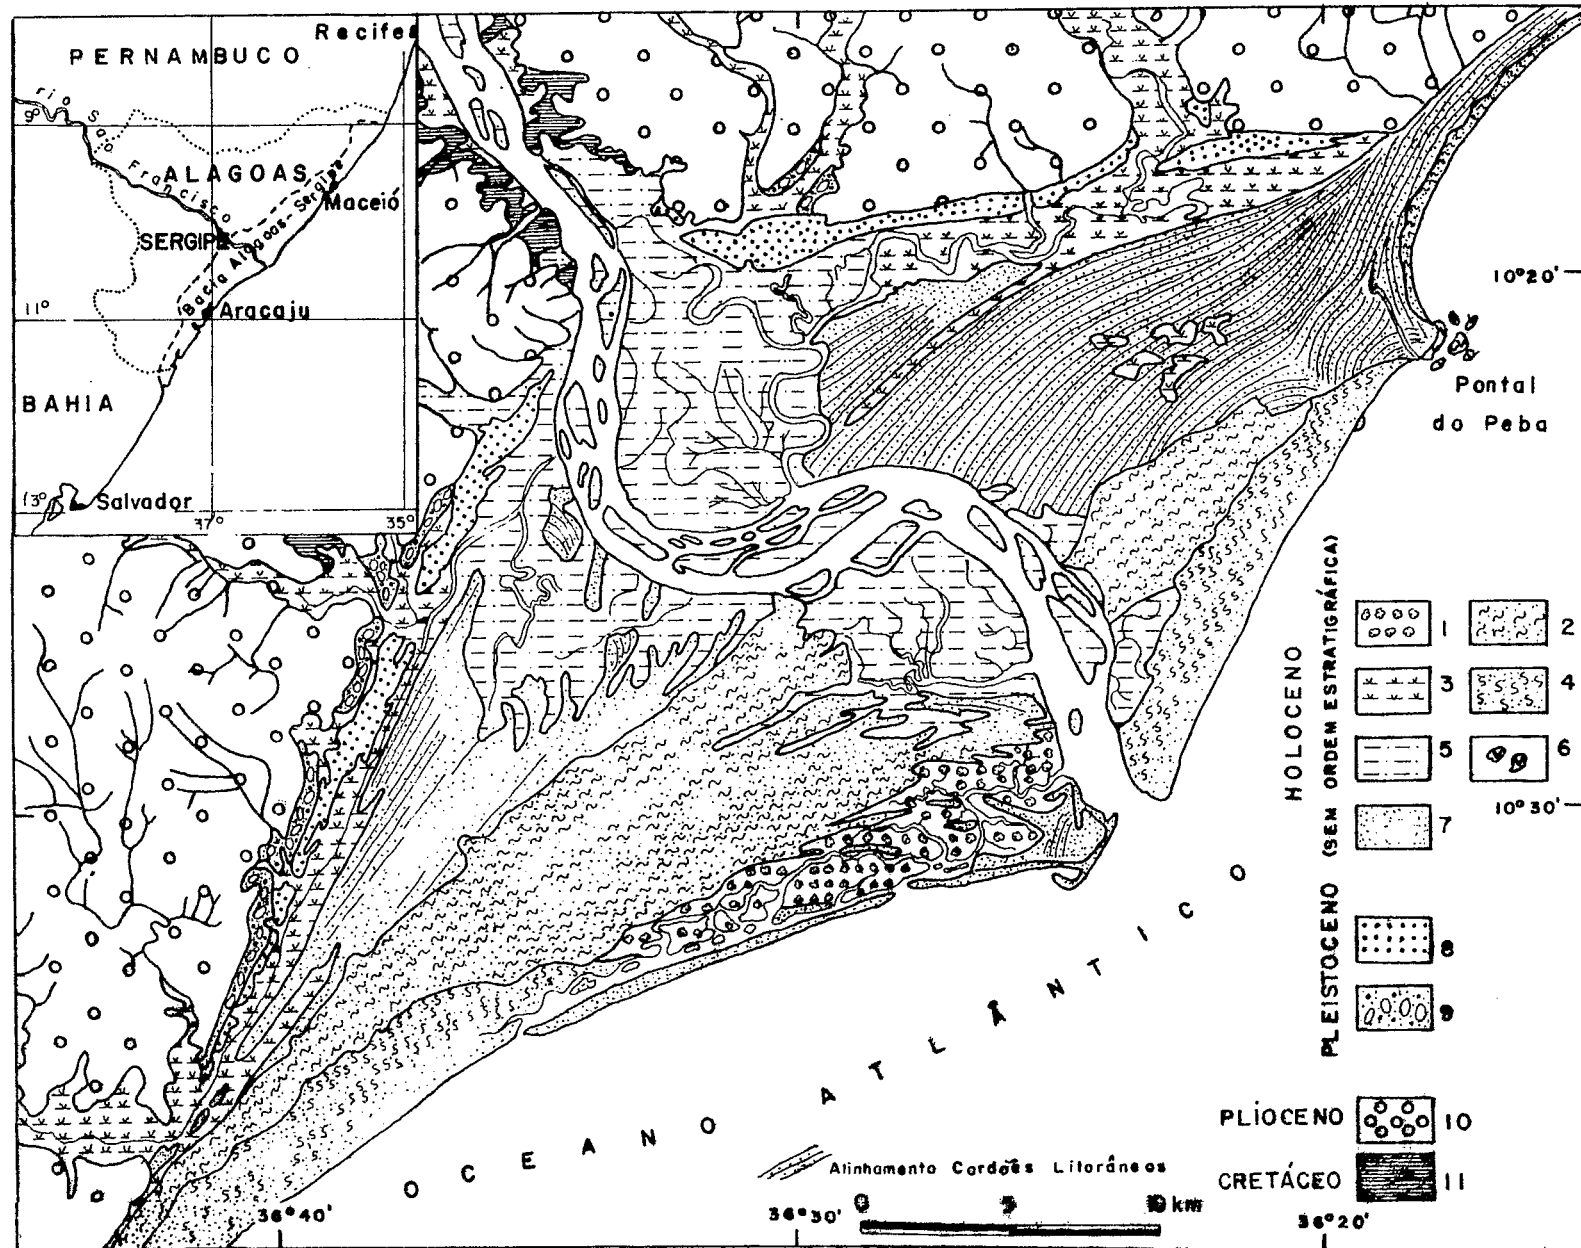 Recife
PERNAMBUCO
rio São Francisco
9°
ALAGOAS
Maceió
SERGIPE
Bacia Alagoas-Sergipe
11°
Aracaju
BAHIA
13°
Salvador
37°
35°
10°20'
Pontal
do Peba
HOLOCENO
PLEISTOCENO (SEM ORDEM ESTRATIGRÁFICA)
1 2
3 4
5 6
7
10°30'
8
9
PLIOCENO 10
CRETÁCEO 11
OCEANO ATLÂNTICO
Alinhamento Cordões Litorâneos
0 5 10 km
36°40' 36°30' 36°20'